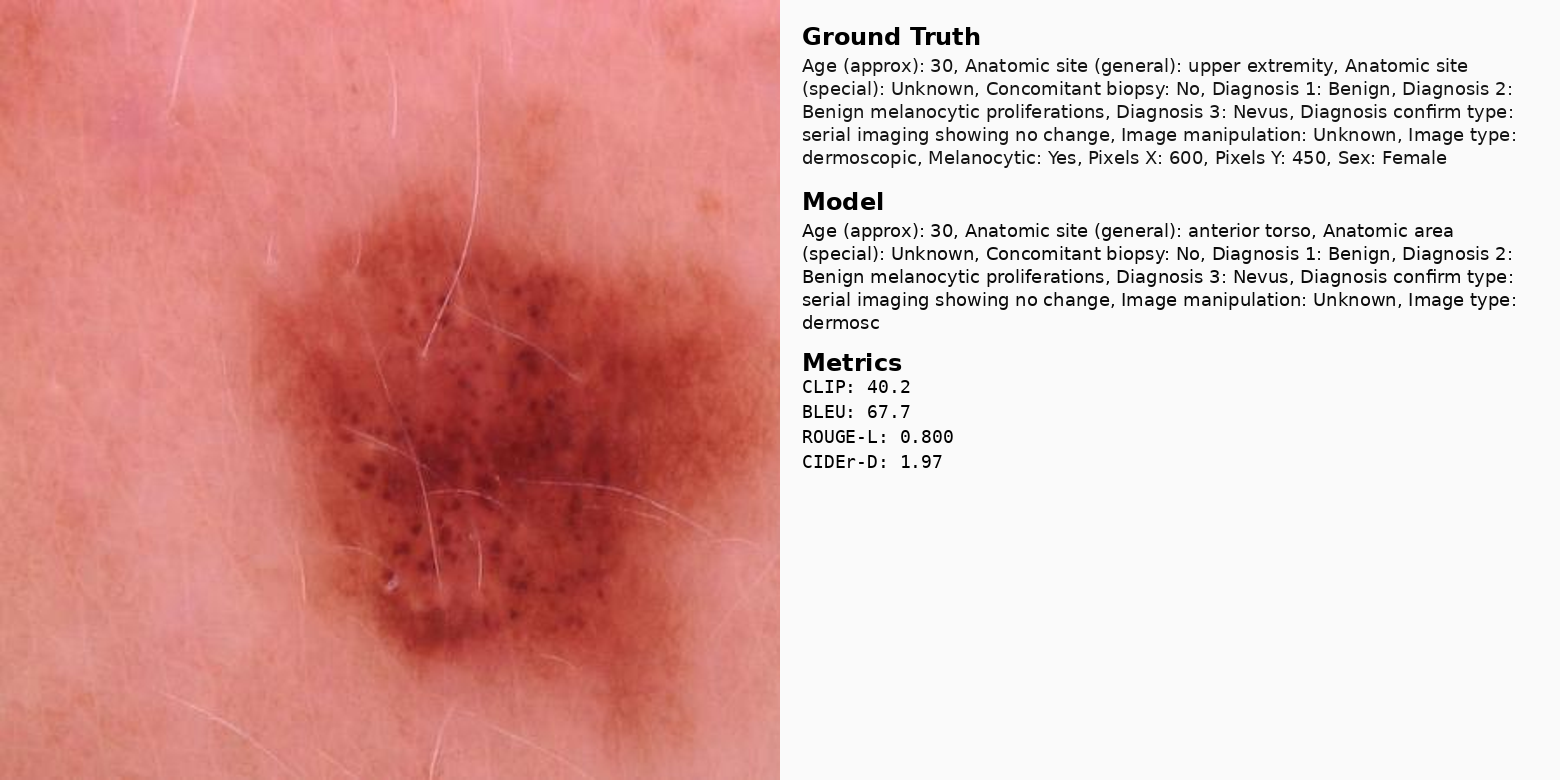 Ground Truth
Age (approx): 30, Anatomic site (general): upper extremity, Anatomic site
(special): Unknown, Concomitant biopsy: No, Diagnosis 1: Benign, Diagnosis 2:
Benign melanocytic proliferations, Diagnosis 3: Nevus, Diagnosis confirm type:
serial imaging showing no change, Image manipulation: Unknown, Image type:
dermoscopic, Melanocytic: Yes, Pixels X: 600, Pixels Y: 450, Sex: Female
Model
Age (approx): 30, Anatomic site (general): anterior torso, Anatomic area
(special): Unknown, Concomitant biopsy: No, Diagnosis 1: Benign, Diagnosis 2:
Benign melanocytic proliferations, Diagnosis 3: Nevus, Diagnosis confirm type:
serial imaging showing no change, Image manipulation: Unknown, Image type:
dermosc
Metrics
CLIP: 40.2
BLEU: 67.7
ROUGE-L: 0.800
CIDEr-D: 1.97